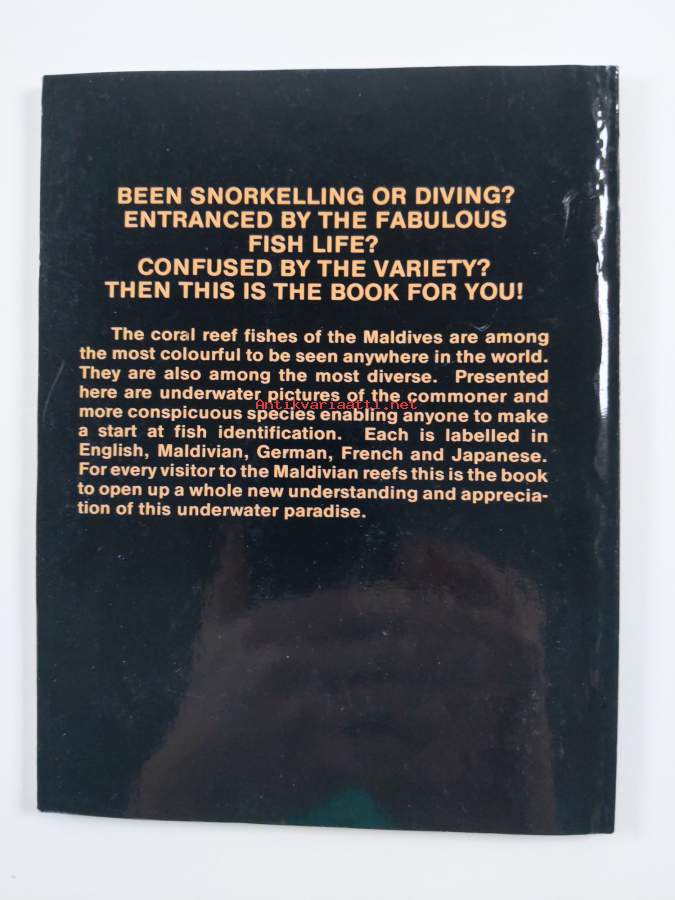 BEEN SNORKELLING OR DIVING?
ENTRANCED BY THE FABULOUS
FISH LIFE?
CONFUSED BY THE VARIETY?
THEN THIS IS THE BOOK FOR YOU!
The coral reef fishes of the Maldives are among
the most colourful to be seen anywhere in the world.
They are also among the most diverse. Presented
here are underwater pictures of the commoner and
Antikvariaatti.net
more conspicuous species enabling anyone to make
a start at fish identification. Each is labelled in
English, Maldivian, German, French and Japanese.
For every visitor to the Maldivian reefs this is the book
to open up a whole new understanding and apprecia-
tion of this underwater paradise.